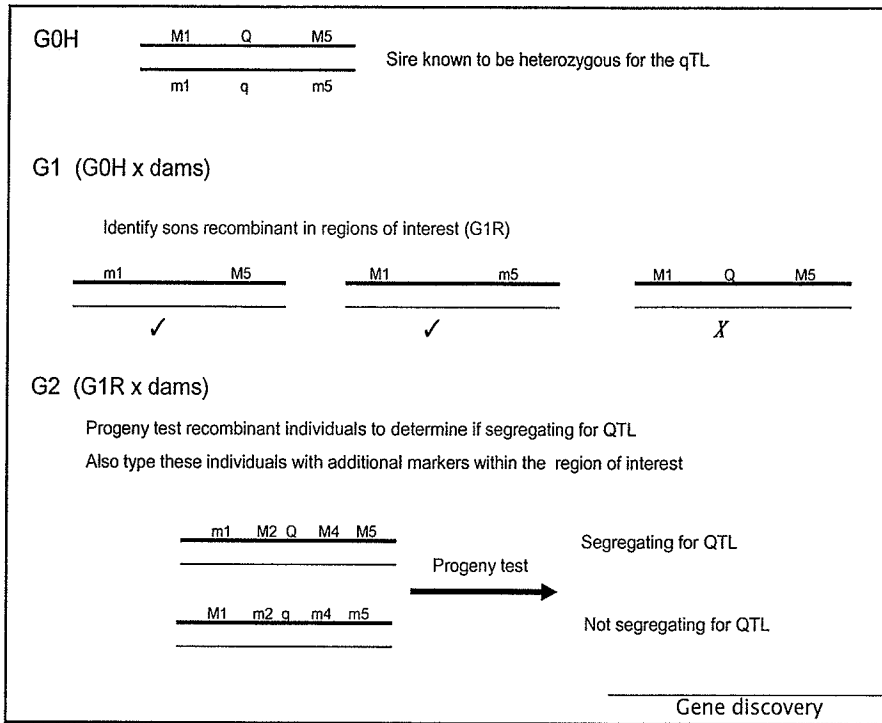 G0H
M1 Q M5
Sire known to be heterozygous for the qTL
m1 q m5
G1 (G0H x dams)
Identify sons recombinant in regions of interest (G1R)
m1 M5
M1 m5
M1 Q M5
✓ ✓ X
G2 (G1R x dams)
Progeny test recombinant individuals to determine if segregating for QTL
Also type these individuals with additional markers within the region of interest
m1 M2 Q M4 M5
Segregating for QTL
Progeny test
M1 m2 q m4 m5
Not segregating for QTL
Gene discovery